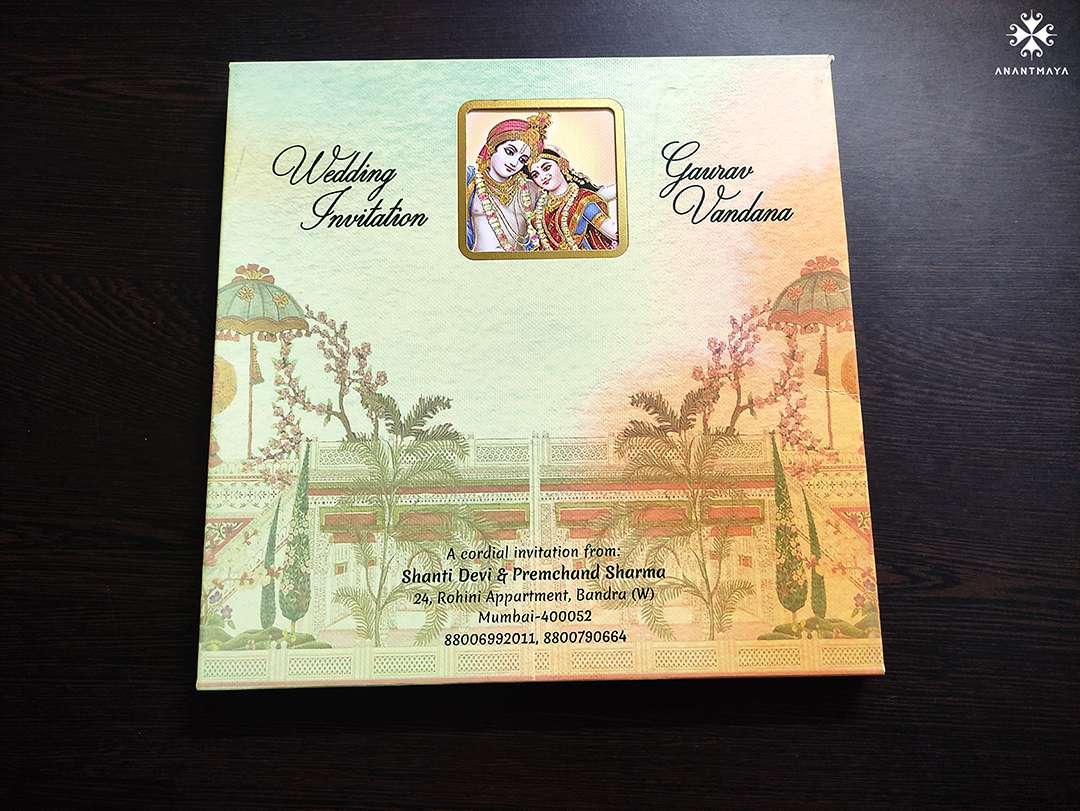 ANANTMAYA
Wedding
Invitation
Gaurav
Vandana
A cordial invitation from:
Shanti Devi & Premchand Sharma
24, Rohini Appartment, Bandra (W)
Mumbai-400052
88006992011, 8800790664